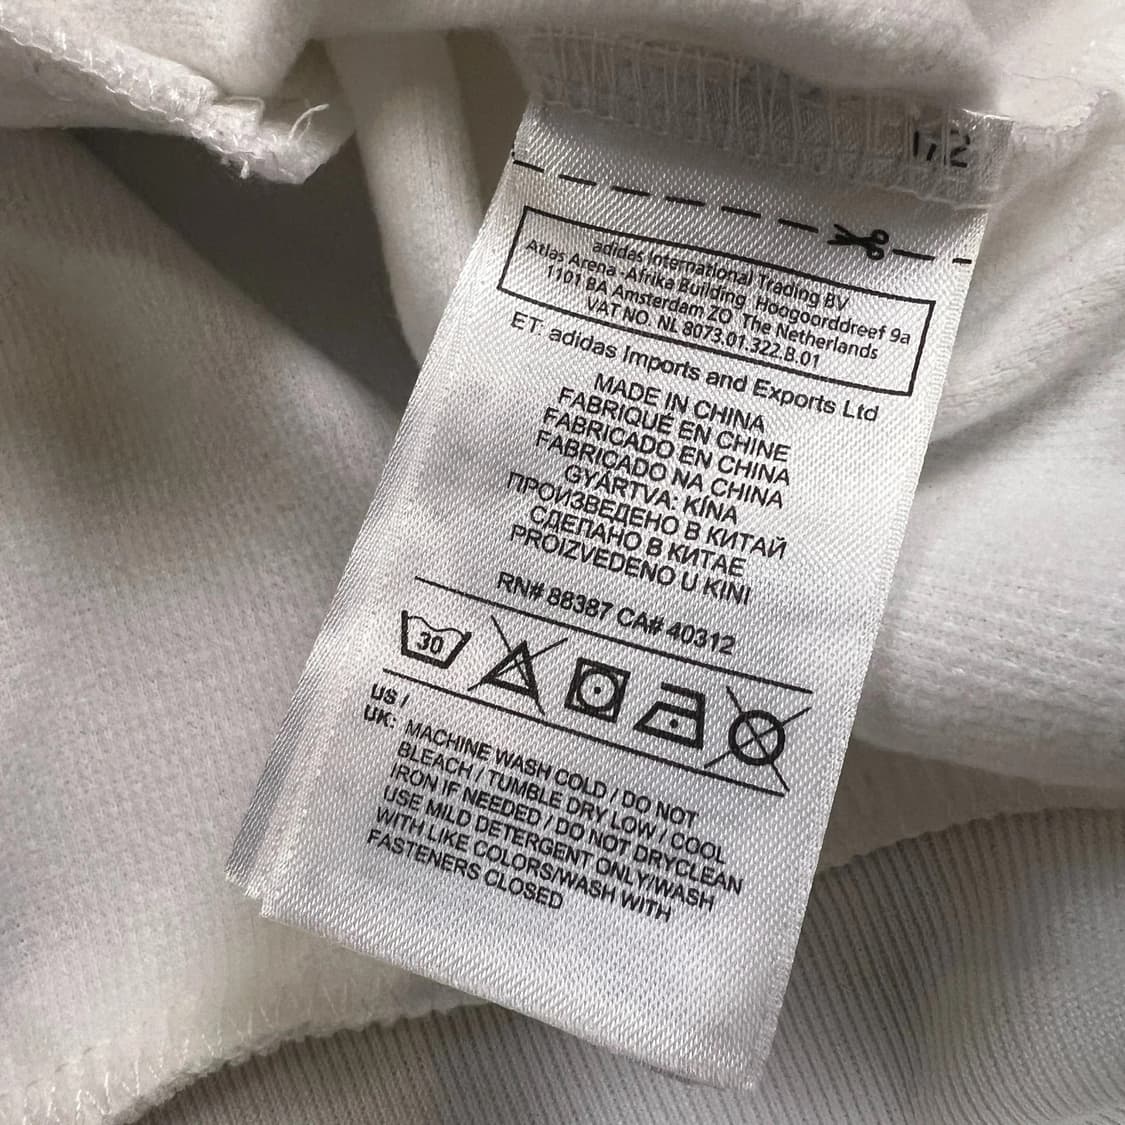 172
adidas International Trading BV
Atlas Arena -Afrika Building Hoogoorddreef 9a
1101 BA Amsterdam ZO The Netherlands
VAT NO. NL 8073.01.322.B.01
ET: adidas Imports and Exports Ltd
MADE IN CHINA
FABRIQUÉ EN CHINE
FABRICADO EN CHINA
FABRICADO NA CHINA
GYÁRTVA: KÍNA
ПРОИЗВЕДЕНО В КИТАЙ
СДЕЛАНО В КИТАЕ
PROIZVEDENO U KINI
RN# 88387 CA# 40312
30
US /
UK: MACHINE WASH COLD / DO NOT
BLEACH / TUMBLE DRY LOW / COOL
IRON IF NEEDED / DO NOT DRYCLEAN
USE MILD DETERGENT ONLY/WASH
WITH LIKE COLORS/WASH WITH
FASTENERS CLOSED